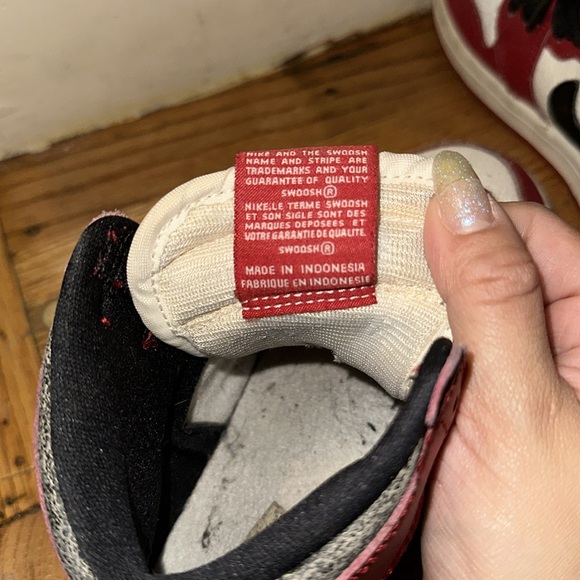 NIKE AND THE SWOOSH
NAME AND STRIPE ARE
TRADEMARKS AND YOUR
GUARANTEE OF QUALITY
SWOOSH®
NIKE,LE TERME SWOOSH
ET SON SIGLE SONT DES
MARQUES DEPOSEES ET
VOTRE GARANTIE DE QUALITE
SWOOSH®
MADE IN INDONESIA
FABRIQUE EN INDONESIE